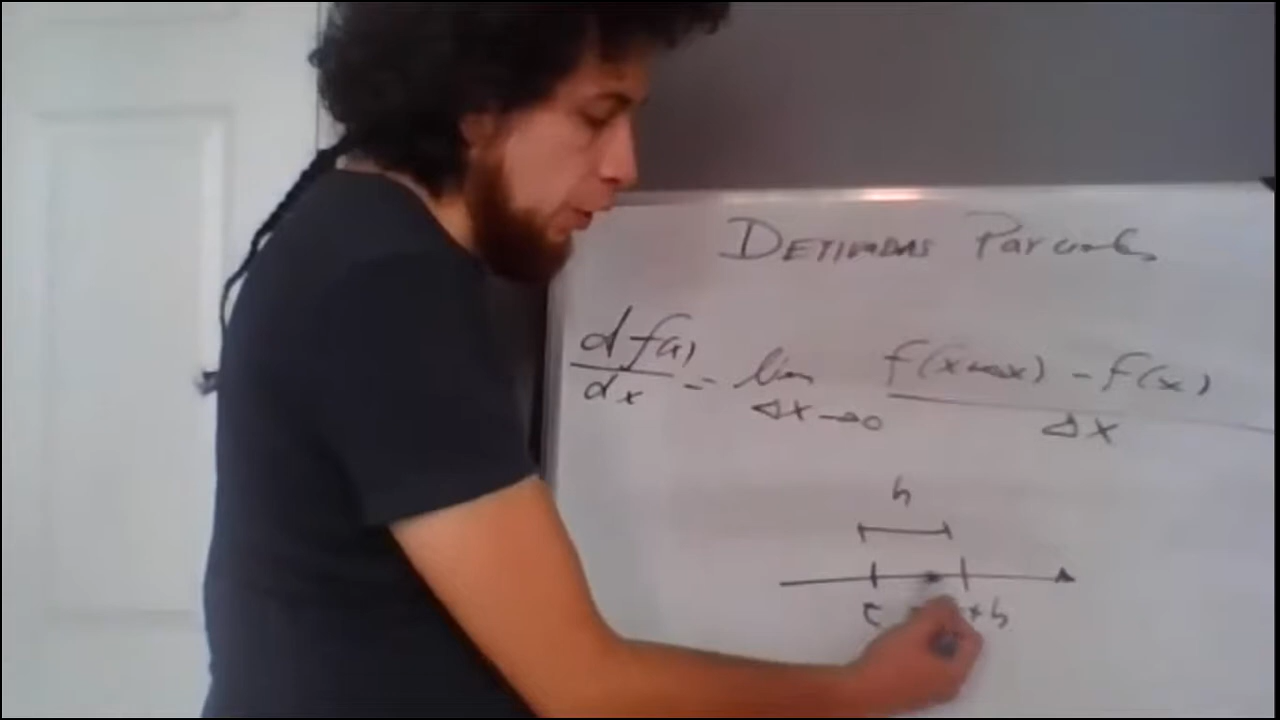 DERIVADAS Parciales
df(x)/dx = lim Δx→0 f(x+Δx) - f(x) / Δx
h
+h